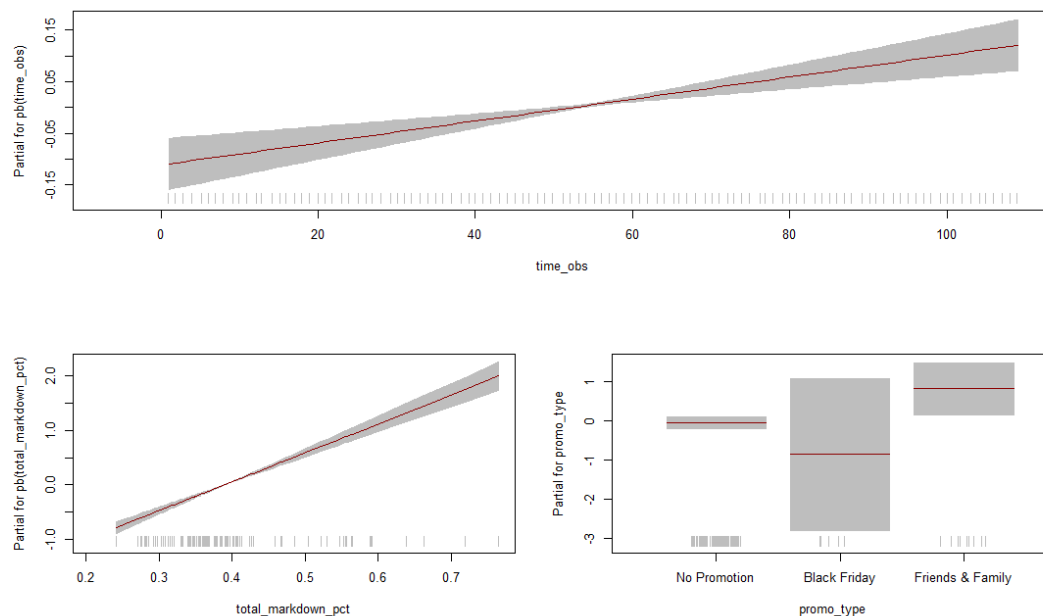 Partial for pb(time_obs)
0.15
0.05
-0.05
-0.15
0 20 40 60 80 100
time_obs
Partial for pb(total_markdown_pct)
2.0
1.0
0.0
-1.0
0.2 0.3 0.4 0.5 0.6 0.7
total_markdown_pct
Partial for promo_type
1
0
-1
-2
-3
No Promotion Black Friday Friends & Family
promo_type